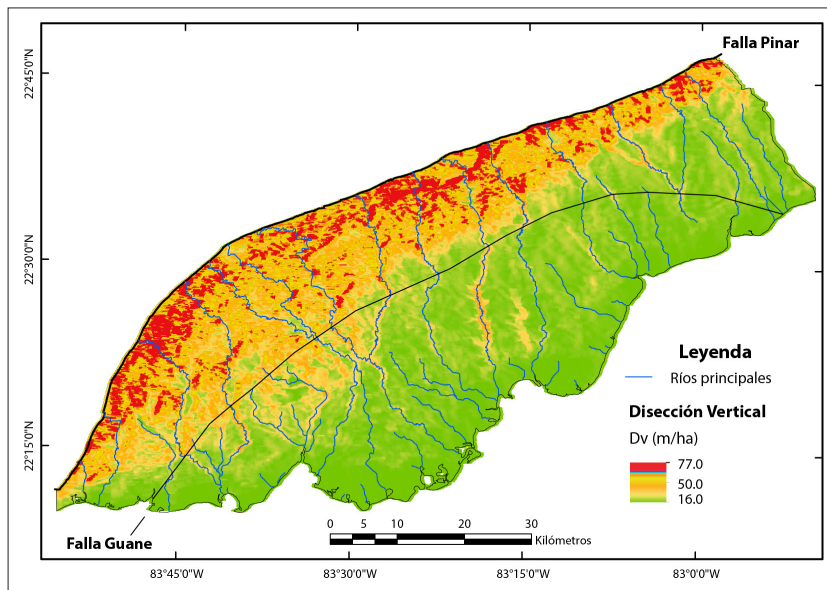 Falla Pinar
22°45'0"N
22°30'0"N
22°15'0"N
Leyenda
Ríos principales
Disección Vertical
Dv (m/ha)
77.0
50.0
16.0
0 5 10 20 30
Kilómetros
Falla Guane
83°45'0"W 83°30'0"W 83°15'0"W 83°0'0"W